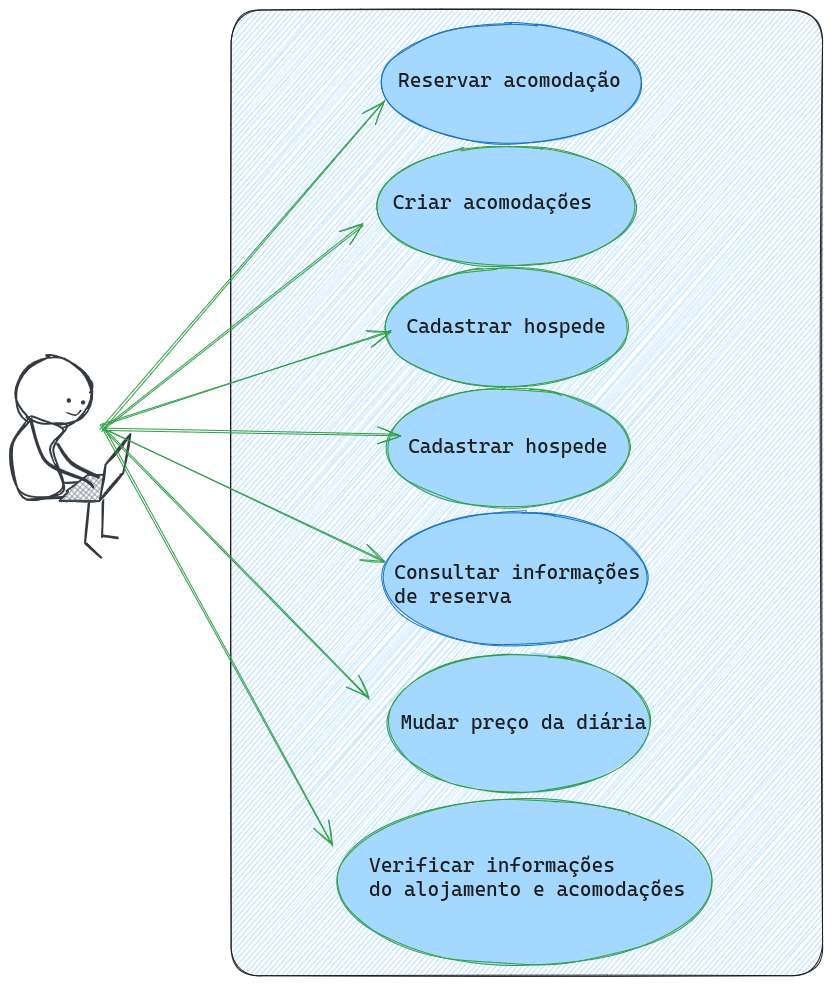 Reservar acomodação
Criar acomodações
Cadastrar hospede
Cadastrar hospede
Consultar informações
de reserva
Mudar preço da diária
Verificar informações
do alojamento e acomodações